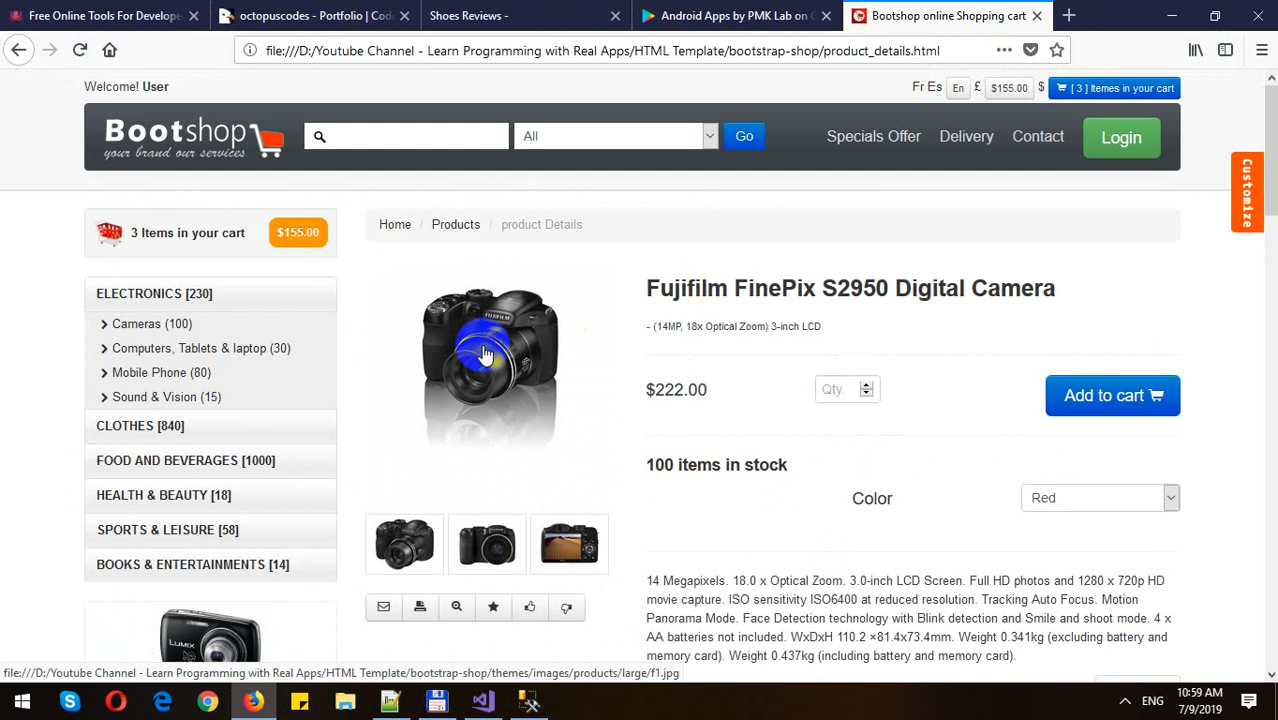 Free Online Tools For Develope
octopuscodes - Portfolio | Cod
Shoes Reviews -
Android Apps by PMK Lab on G
Bootshop online Shopping cart
file:///D:/Youtube Channel - Learn Programming with Real Apps/HTML Template/bootstrap-shop/product_details.html
Welcome! User
Fr Es En £ $155.00 $ [ 3 ] Itemes in your cart
Bootshop
your brand our services
All
Go
Specials Offer
Delivery
Contact
Login
Customize
3 Items in your cart $155.00
Home / Products / product Details
ELECTRONICS [230]
Cameras (100)
Computers, Tablets & laptop (30)
Mobile Phone (80)
Sound & Vision (15)
CLOTHES [840]
FOOD AND BEVERAGES [1000]
HEALTH & BEAUTY [18]
SPORTS & LEISURE [58]
BOOKS & ENTERTAINMENTS [14]
LUMIX
FUJIFILM
Fujifilm FinePix S2950 Digital Camera
- (14MP, 18x Optical Zoom) 3-inch LCD
$222.00
Qty.
Add to cart
100 items in stock
Color
Red
14 Megapixels. 18.0 x Optical Zoom. 3.0-inch LCD Screen. Full HD photos and 1280 x 720p HD
movie capture. ISO sensitivity ISO6400 at reduced resolution. Tracking Auto Focus. Motion
Panorama Mode. Face Detection technology with Blink detection and Smile and shoot mode. 4 x
AA batteries not included. WxDxH 110.2 ×81.4x73.4mm. Weight 0.341kg (excluding battery and
memory card). Weight 0.437kg (including battery and memory card).
file:///D:/Youtube Channel - Learn Programming with Real Apps/HTML Template/bootstrap-shop/themes/images/products/large/f1.jpg
ENG
10:59 AM
7/9/2019